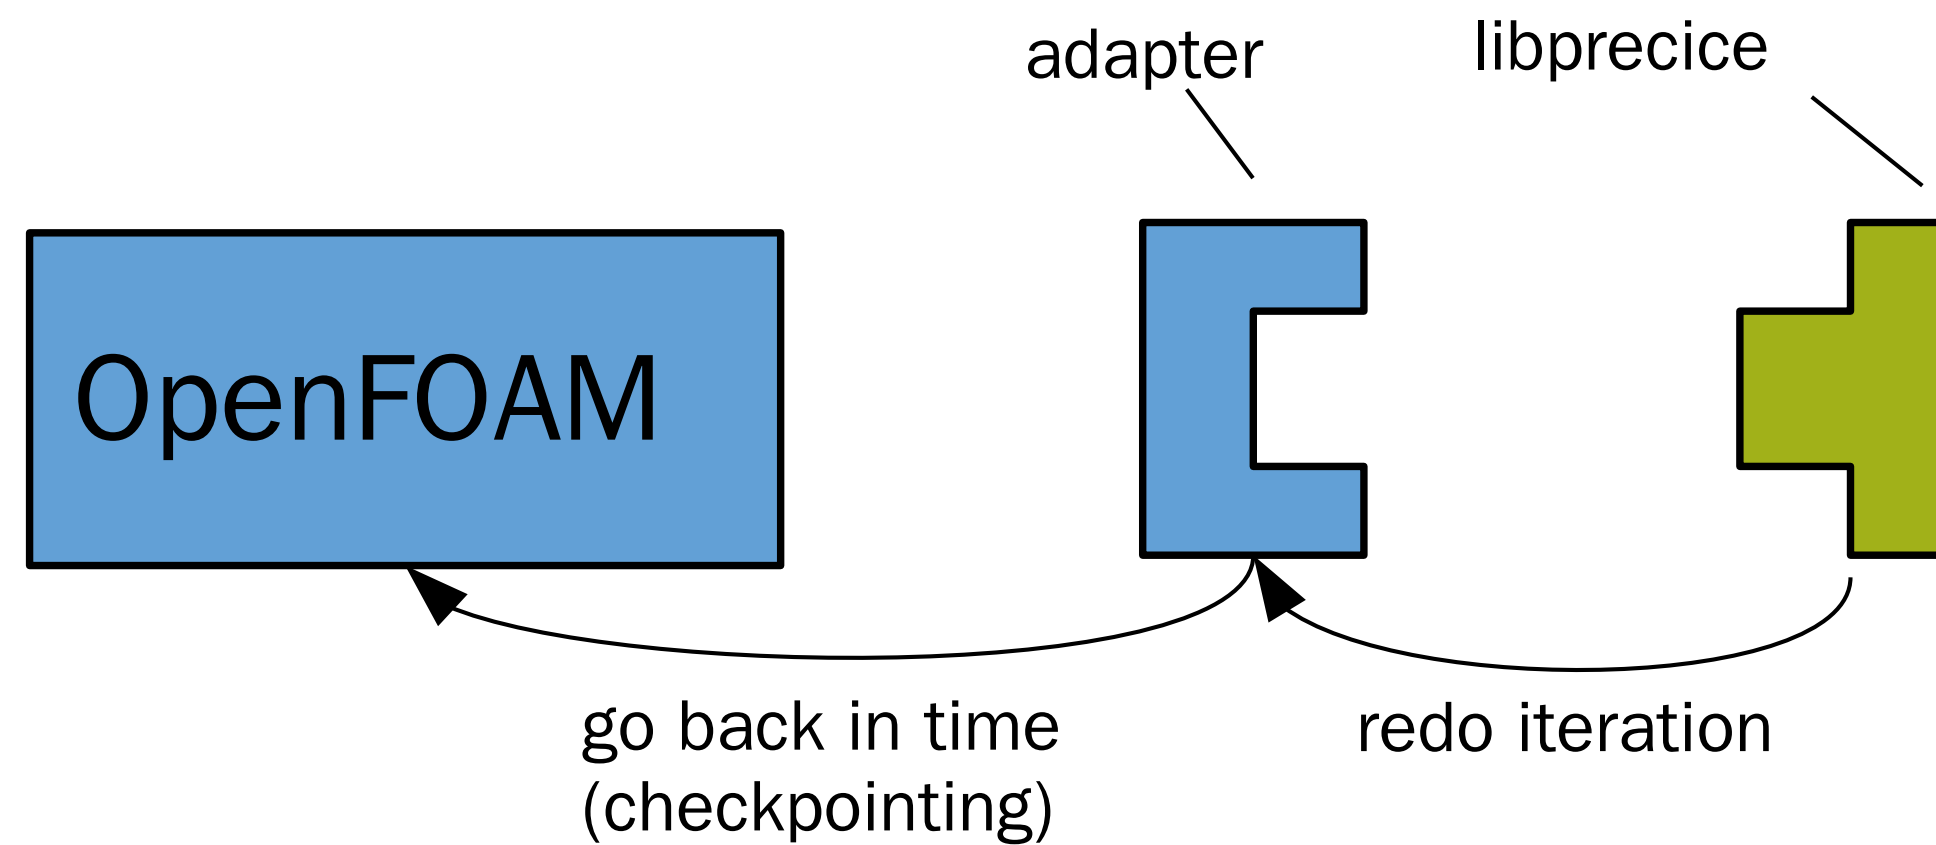 adapter
libprecice
OpenFOAM
go back in time
(checkpointing)
redo iteration